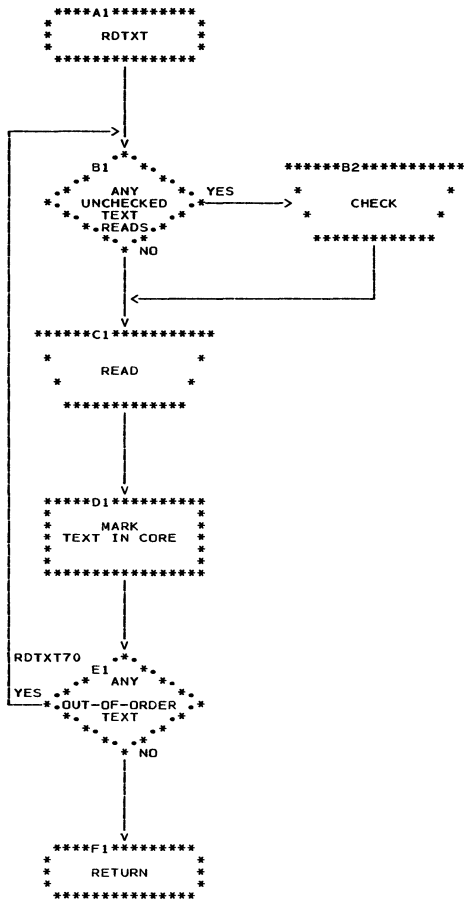 A1
RDTXT
B1
ANY
UNCHECKED
TEXT
READS
YES
NO
B2
CHECK
C1
READ
D1
MARK
TEXT IN CORE
RDTXT70
E1
ANY
OUT-OF-ORDER
TEXT
YES
NO
F1
RETURN